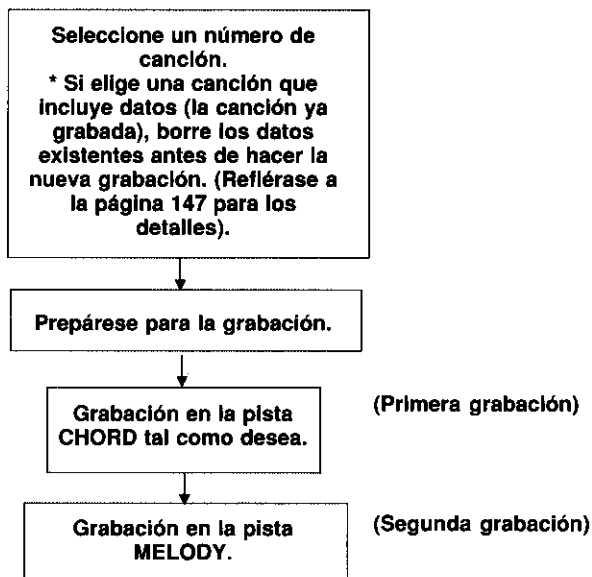 Seleccione un número de
canción.
* Si elige una canción que
incluye datos (la canción ya
grabada), borre los datos
existentes antes de hacer la
nueva grabación. (Refiérase a
la página 147 para los
detalles).
Prepárese para la grabación.
Grabación en la pista
CHORD tal como desea.
(Primera grabación)
Grabación en la pista
MELODY.
(Segunda grabación)